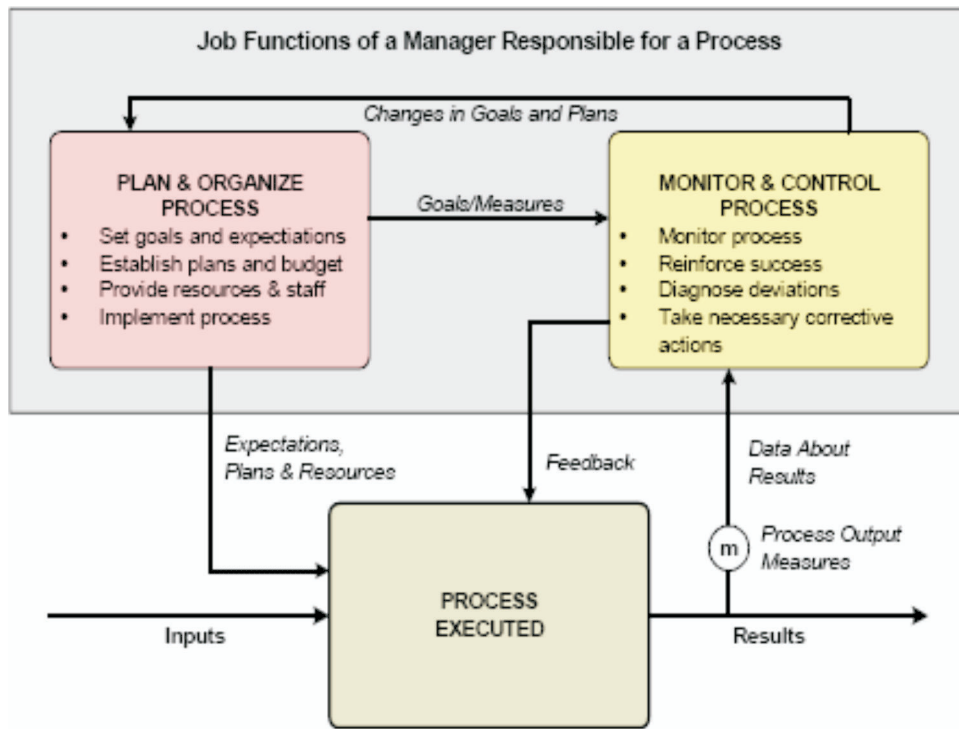 Job Functions of a Manager Responsible for a Process
Changes in Goals and Plans
PLAN & ORGANIZE
PROCESS
• Set goals and expectiations
• Establish plans and budget
• Provide resources & staff
• Implement process
Goals/Measures
MONITOR & CONTROL
PROCESS
• Monitor process
• Reinforce success
• Diagnose deviations
• Take necessary corrective
actions
Expectations,
Plans & Resources
Feedback
Data About
Results
m
Process Output
Measures
PROCESS
EXECUTED
Inputs
Results